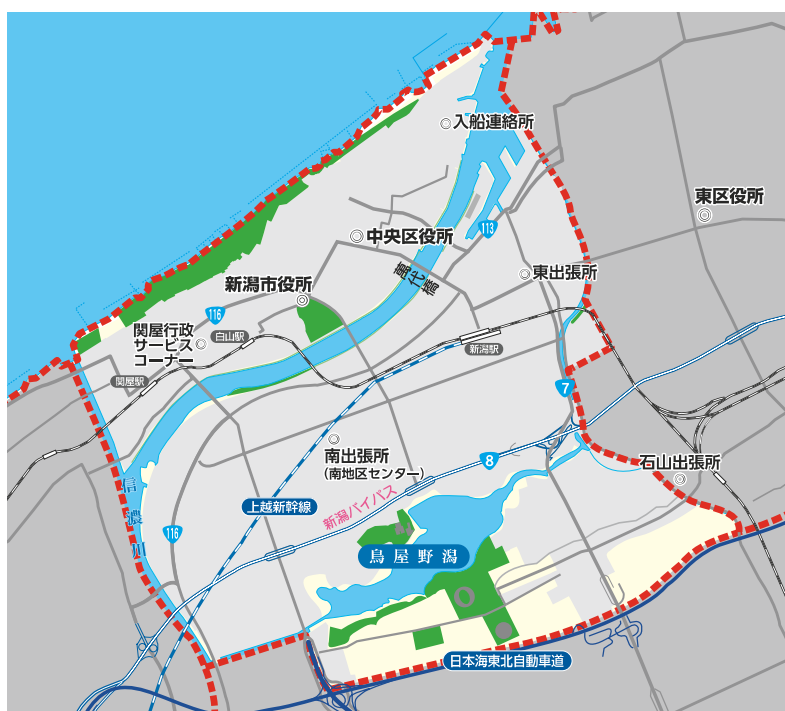 入船連絡所
東区役所
113
中央区役所
萬代橋
東出張所
新潟市役所
116
関屋行政
サービス
コーナー
白山駅
新潟駅
関屋駅
7
南出張所
(南地区センター)
8
石山出張所
信濃川
上越新幹線
新潟バイパス
116
鳥屋野潟
日本海東北自動車道